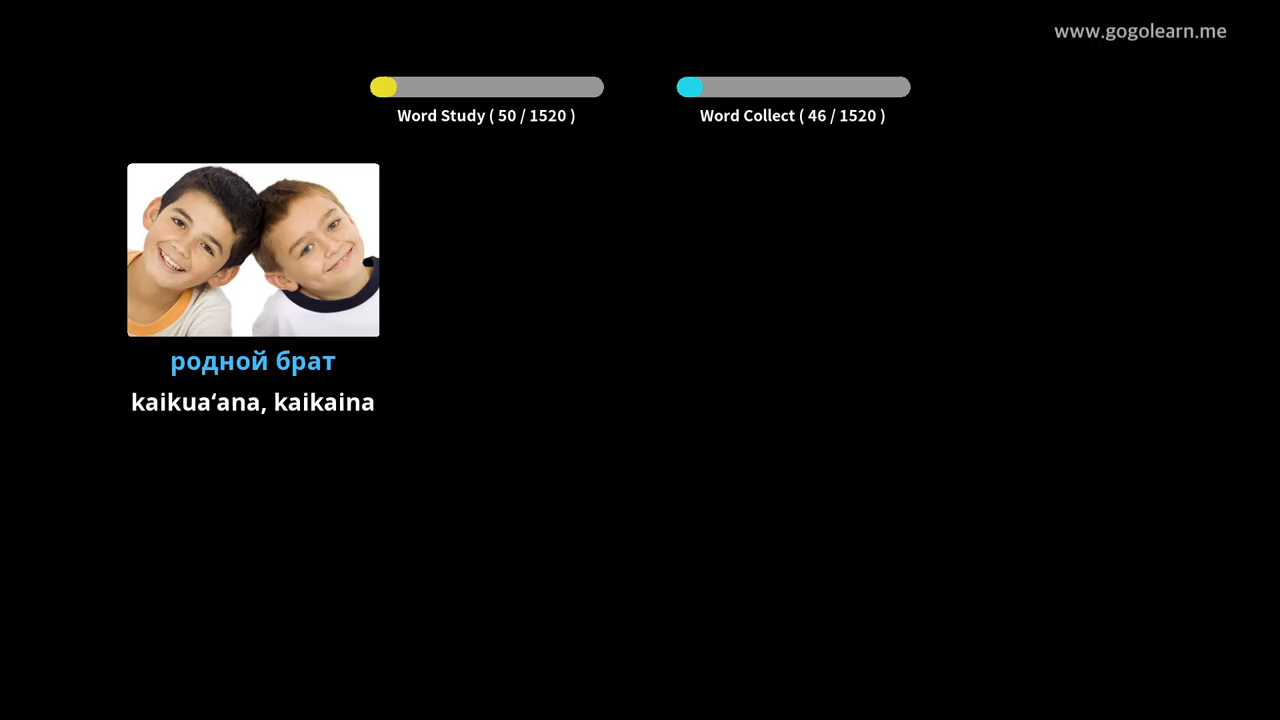 www.gogolearn.me
Word Study ( 50 / 1520 )
Word Collect ( 46 / 1520 )
родной брат
kaikuaʻana, kaikaina